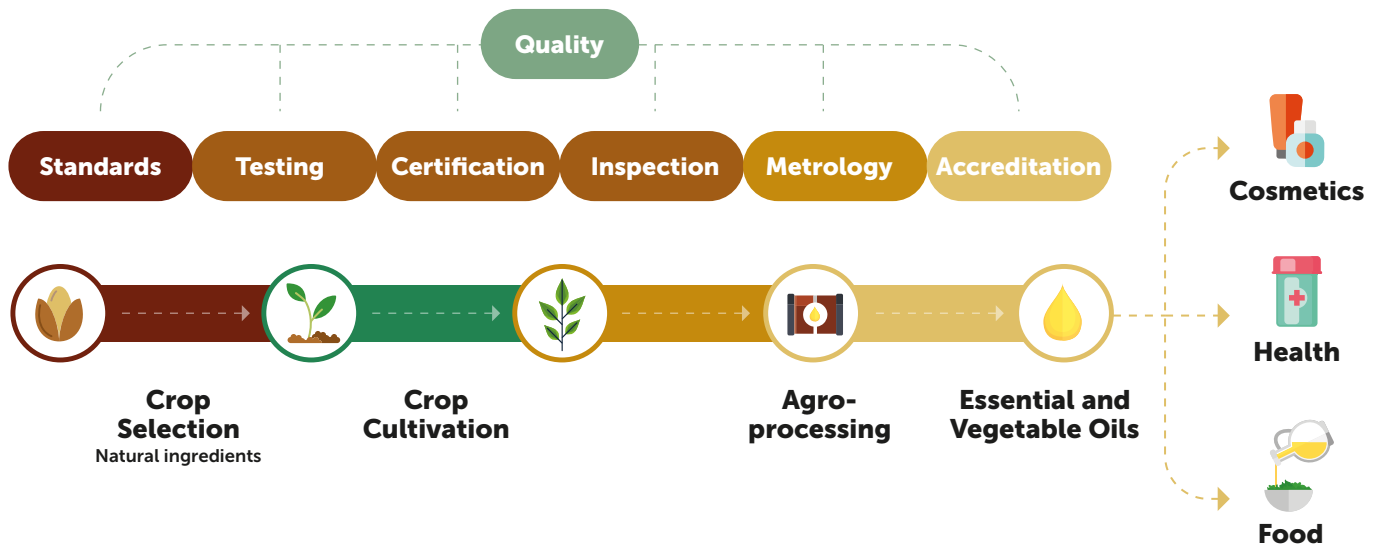 Quality
Standards
Testing
Certification
Inspection
Metrology
Accreditation
Cosmetics
Health
Food
Crop
Selection
Natural ingredients
Crop
Cultivation
Agro-
processing
Essential and
Vegetable Oils